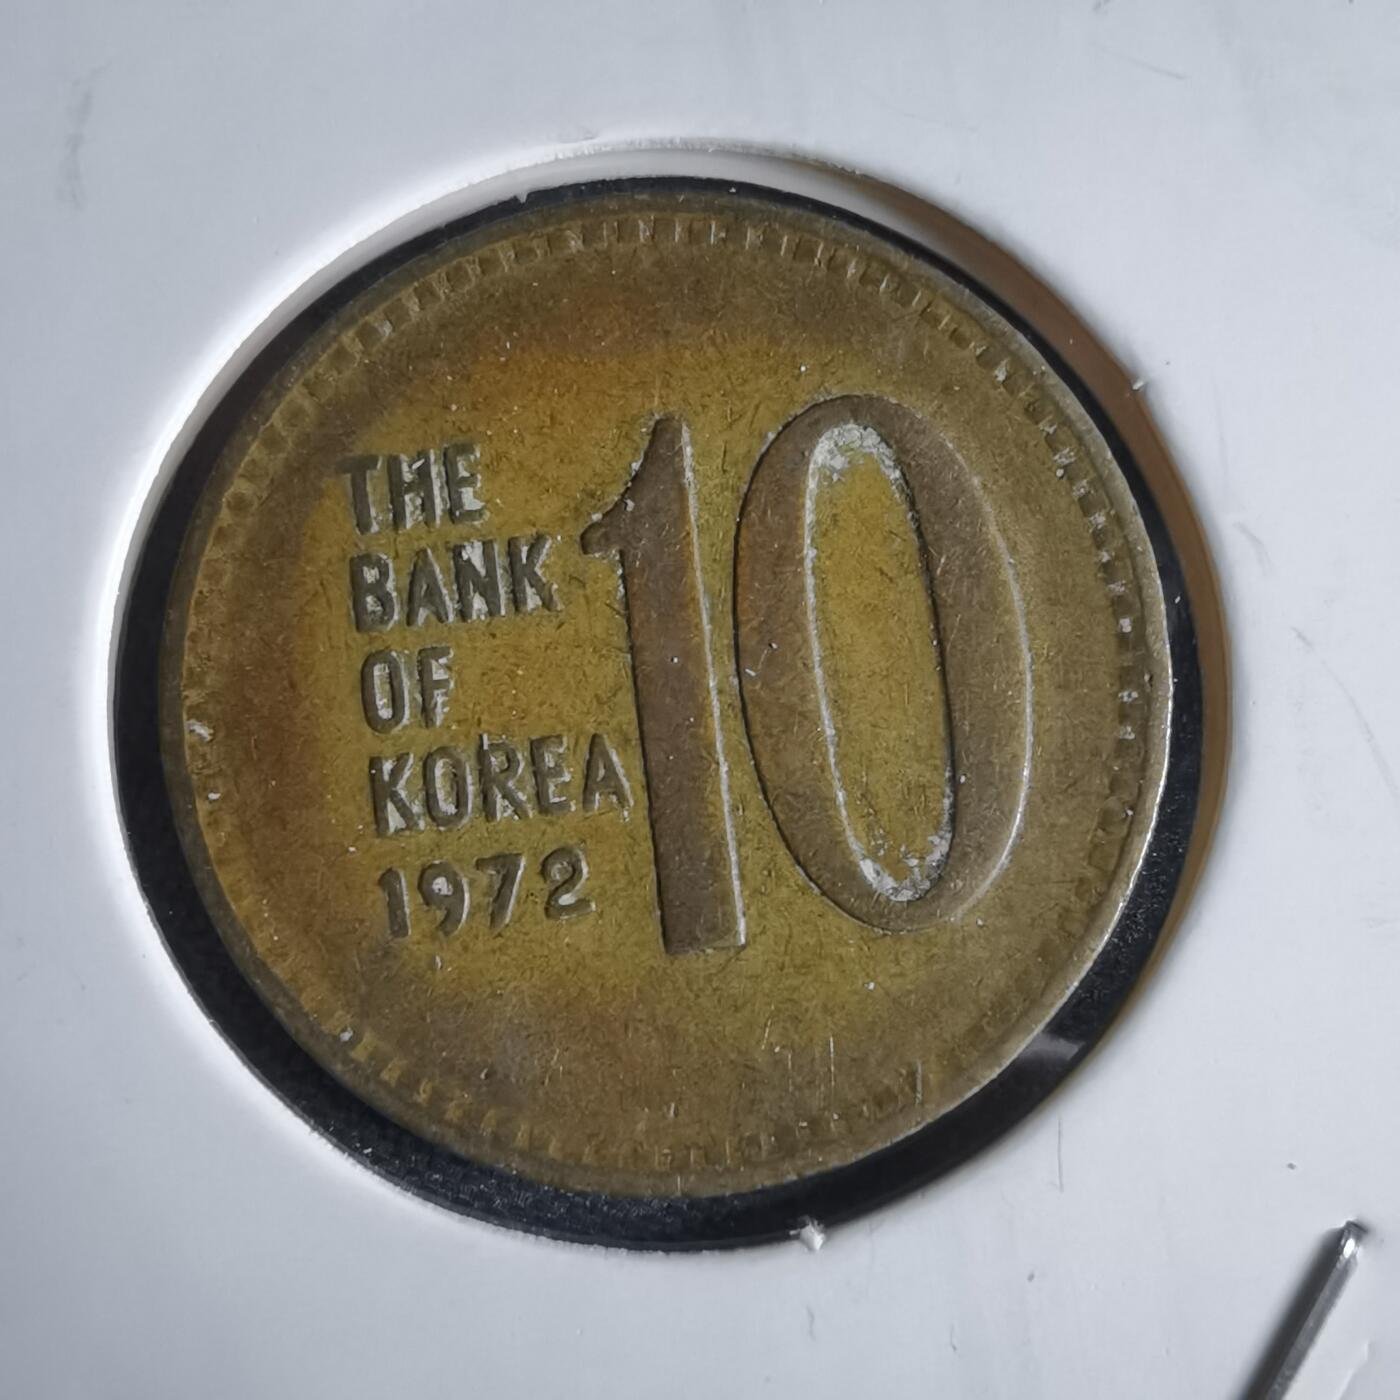 THE
BANK
OF
KOREA
1972
10